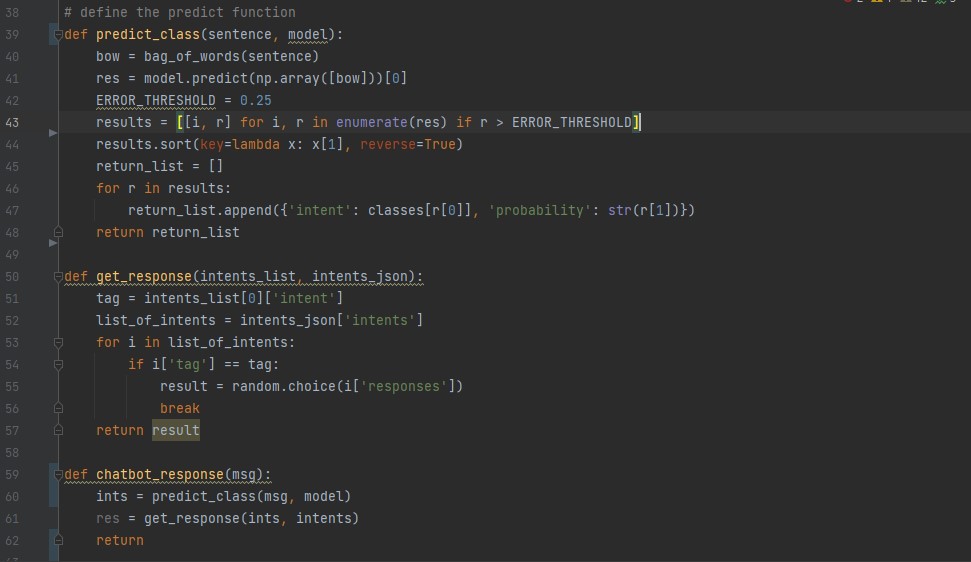 38 # define the predict function
39 def predict_class(sentence, model):
40     bow = bag_of_words(sentence)
41     res = model.predict(np.array([bow]))[0]
42     ERROR_THRESHOLD = 0.25
43     results = [[i, r] for i, r in enumerate(res) if r > ERROR_THRESHOLD]
44     results.sort(key=lambda x: x[1], reverse=True)
45     return_list = []
46     for r in results:
47         return_list.append({'intent': classes[r[0]], 'probability': str(r[1])})
48     return return_list
49
50 def get_response(intents_list, intents_json):
51     tag = intents_list[0]['intent']
52     list_of_intents = intents_json['intents']
53     for i in list_of_intents:
54         if i['tag'] == tag:
55             result = random.choice(i['responses'])
56             break
57     return result
58
59 def chatbot_response(msg):
60     ints = predict_class(msg, model)
61     res = get_response(ints, intents)
62     return